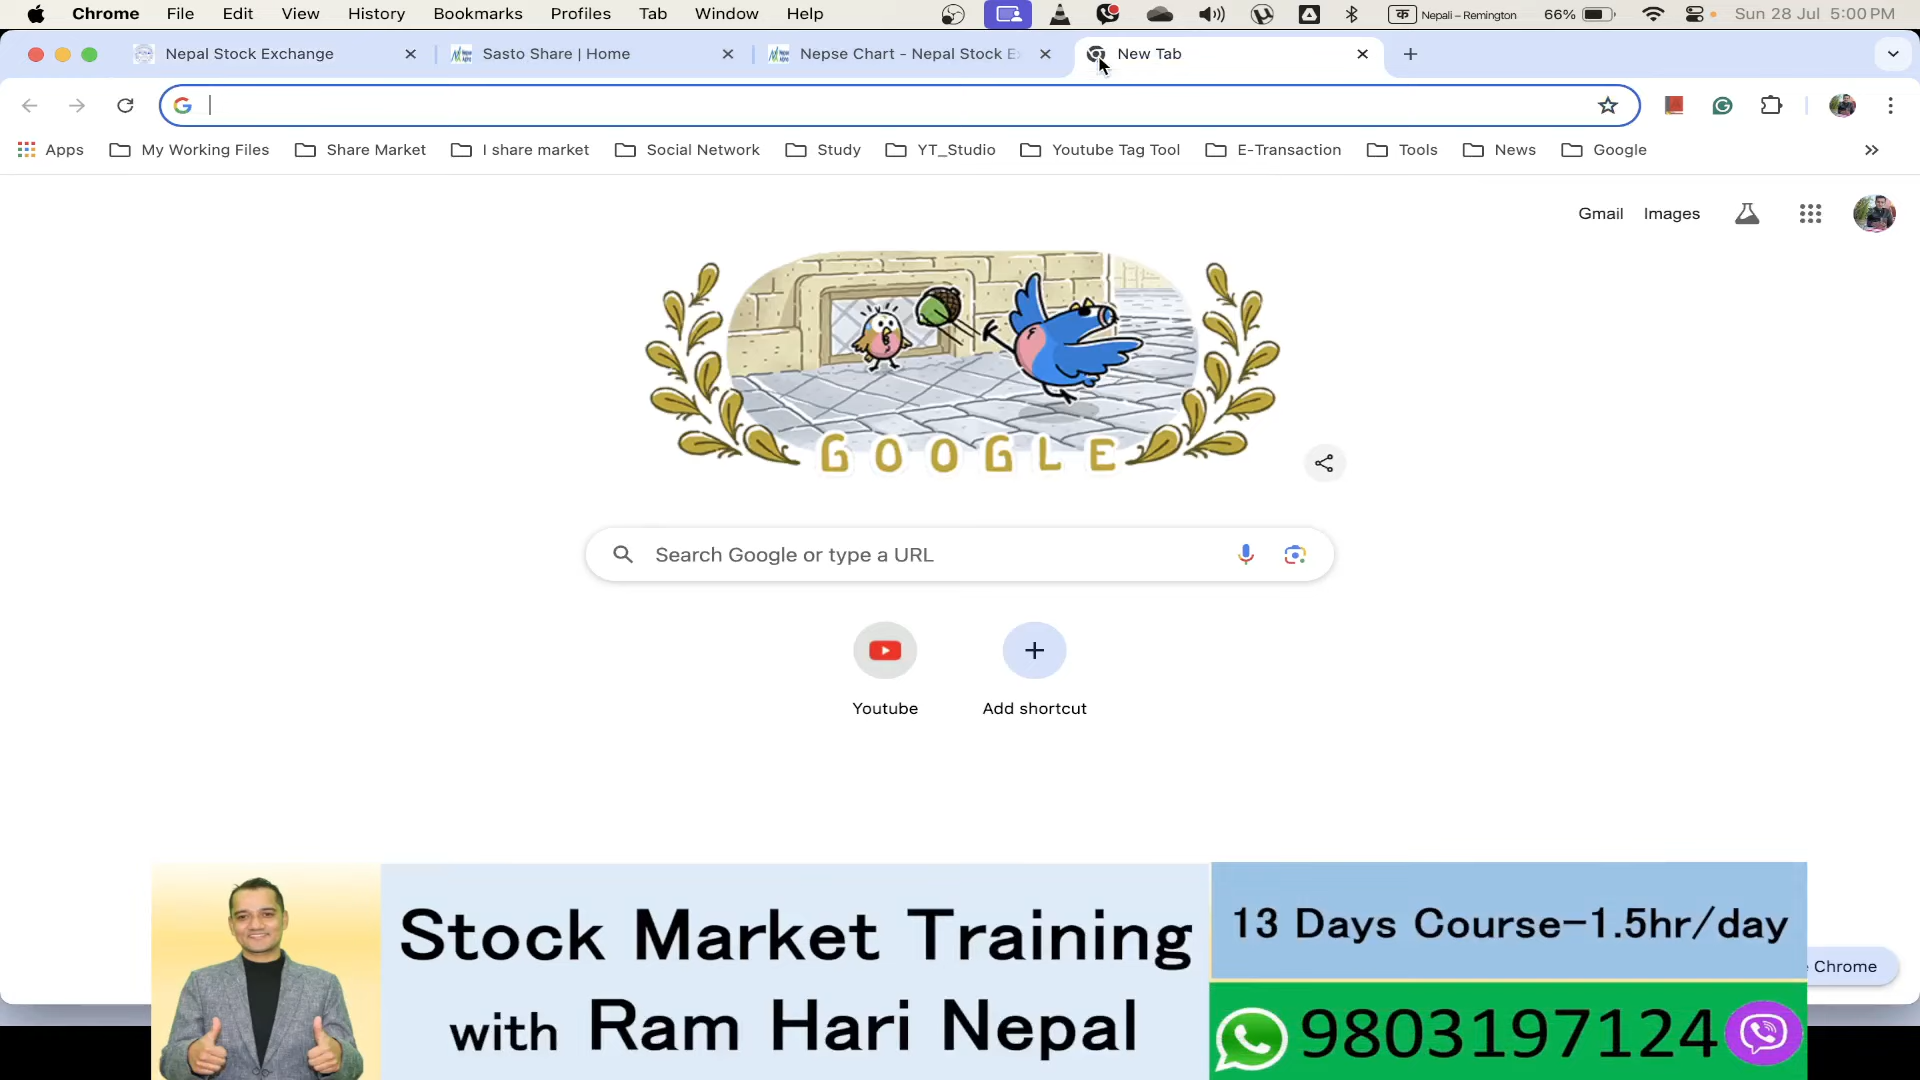 Chrome File Edit View History Bookmarks Profiles Tab Window Help
क Nepali – Remington 66% Sun 28 Jul 5:00 PM
Nepal Stock Exchange
Sasto Share | Home
Nepse Chart - Nepal Stock Ex
New Tab
Apps My Working Files Share Market I share market Social Network Study YT_Studio Youtube Tag Tool E-Transaction Tools News Google
Gmail Images
GOOGLE
Search Google or type a URL
Youtube Add shortcut
Stock Market Training
with Ram Hari Nepal
13 Days Course-1.5hr/day
Chrome
9803197124